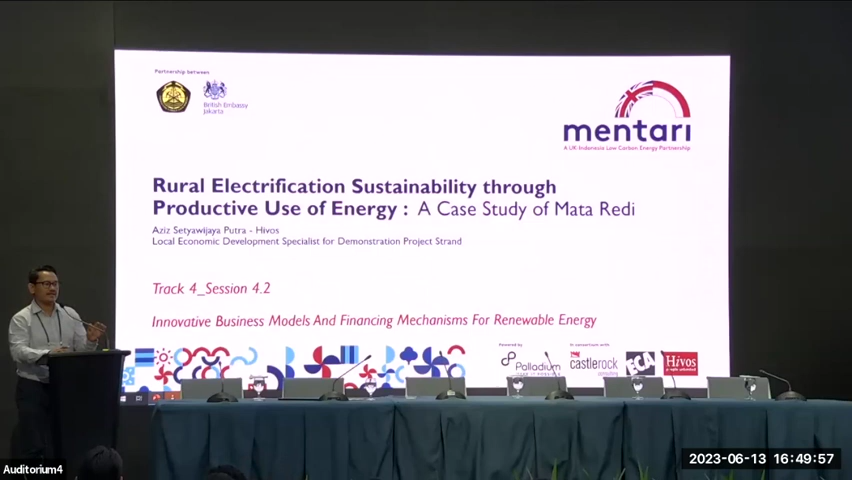 Partnership between
British Embassy
Jakarta
mentari
A UK-Indonesia Low Carbon Energy Partnership
Rural Electrification Sustainability through
Productive Use of Energy : A Case Study of Mata Redi
Aziz Setyawijaya Putra - Hivos
Local Economic Development Specialist for Demonstration Project Strand
Track 4_Session 4.2
Innovative Business Models And Financing Mechanisms For Renewable Energy
Powered by
In consortium with:
Palladium
castlerock
consulting
ECA
Hivos
Auditorium4
2023-06-13 16:49:57